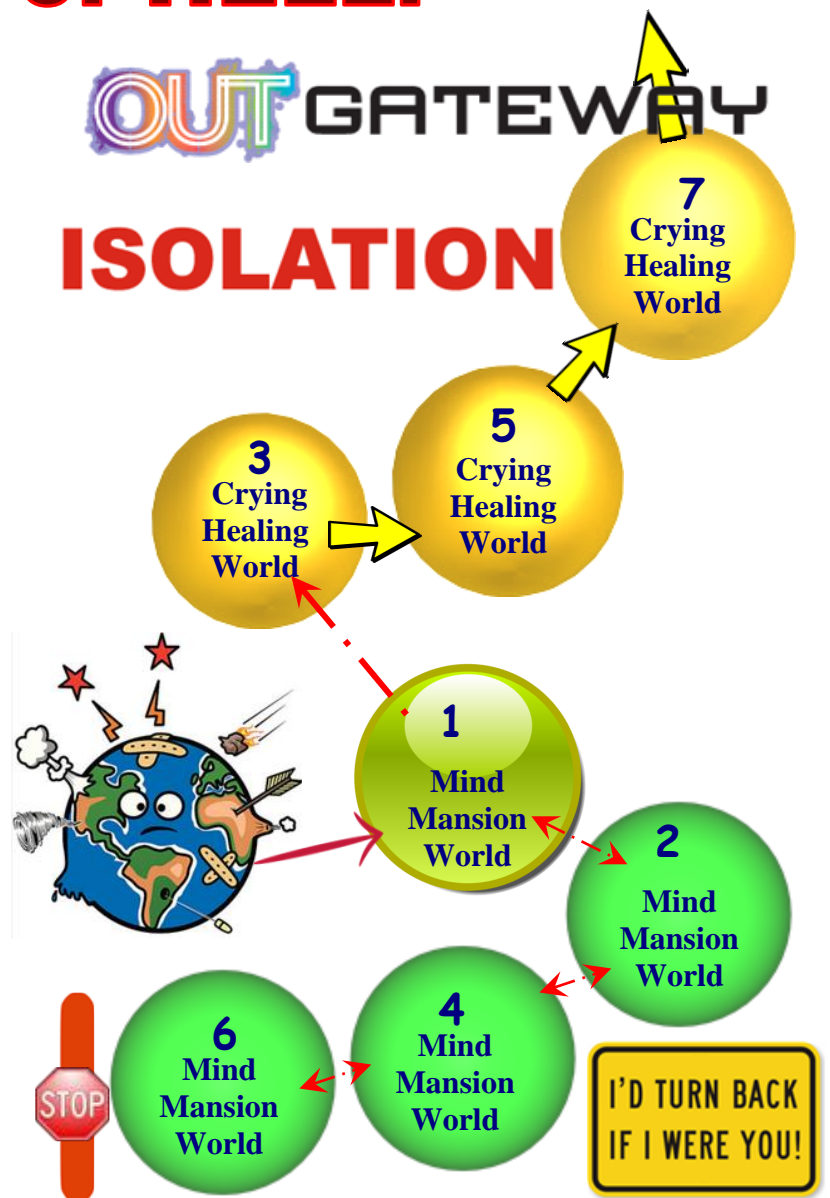 OUT GATEWAY
7
ISOLATION
Crying
Healing
World
5
3
Crying
Healing
World
Crying
Healing
World
1
Mind
Mansion
World
2
Mind
Mansion
World
4
Mind
Mansion
World
6
Mind
Mansion
World
STOP
I'D TURN BACK
IF I WERE YOU!